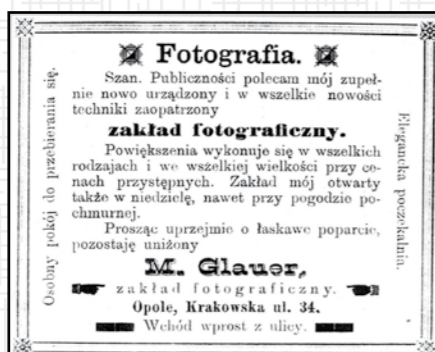 Fotografia.
Szan. Publiczności polecam mój zupeł-
nie nowo urządzony i w wszelkie nowości
techniki zaopatrzony
zakład fotograficzny.
Powiększenia wykonuje się w wszelkich
rodzajach i we wszelkiej wielkości przy ce-
nach przystępnych. Zakład mój otwarty
także w niedzielę, nawet przy pogodzie po-
chmurnej.
Prosząc uprzejmie o łaskawe poparcie,
pozostaję uniżony
M. Glauer,
zakład fotograficzny.
Opole, Krakowska ul. 34.
Wchód wprost z ulicy.
Osobny pokój do przebierania się.
Elegancka poczekalnia.